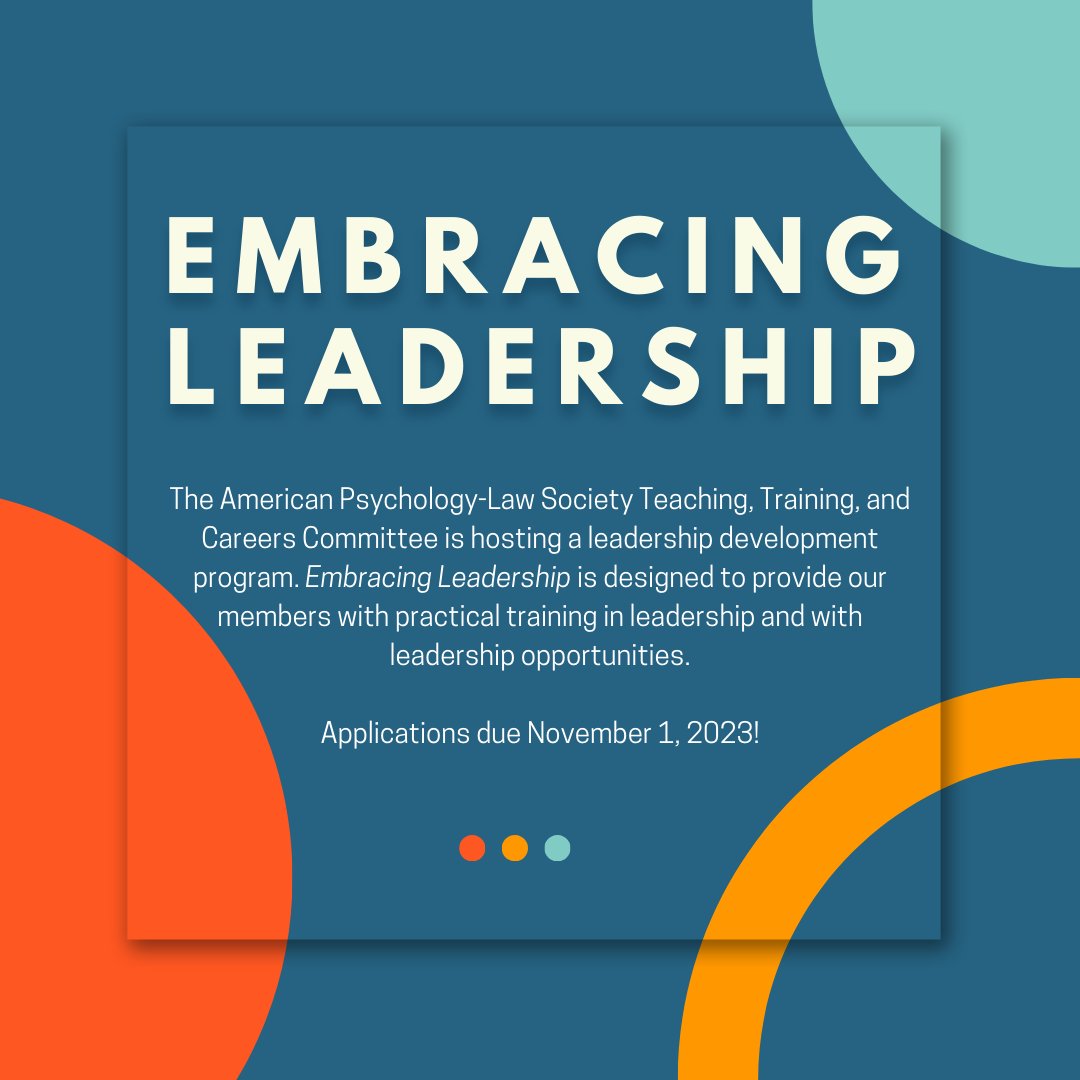 EMBRACING
LEADERSHIP
The American Psychology-Law Society Teaching, Training, and
Careers Committee is hosting a leadership development
program. Embracing Leadership is designed to provide our
members with practical training in leadership and with
leadership opportunities.
Applications due November 1, 2023!